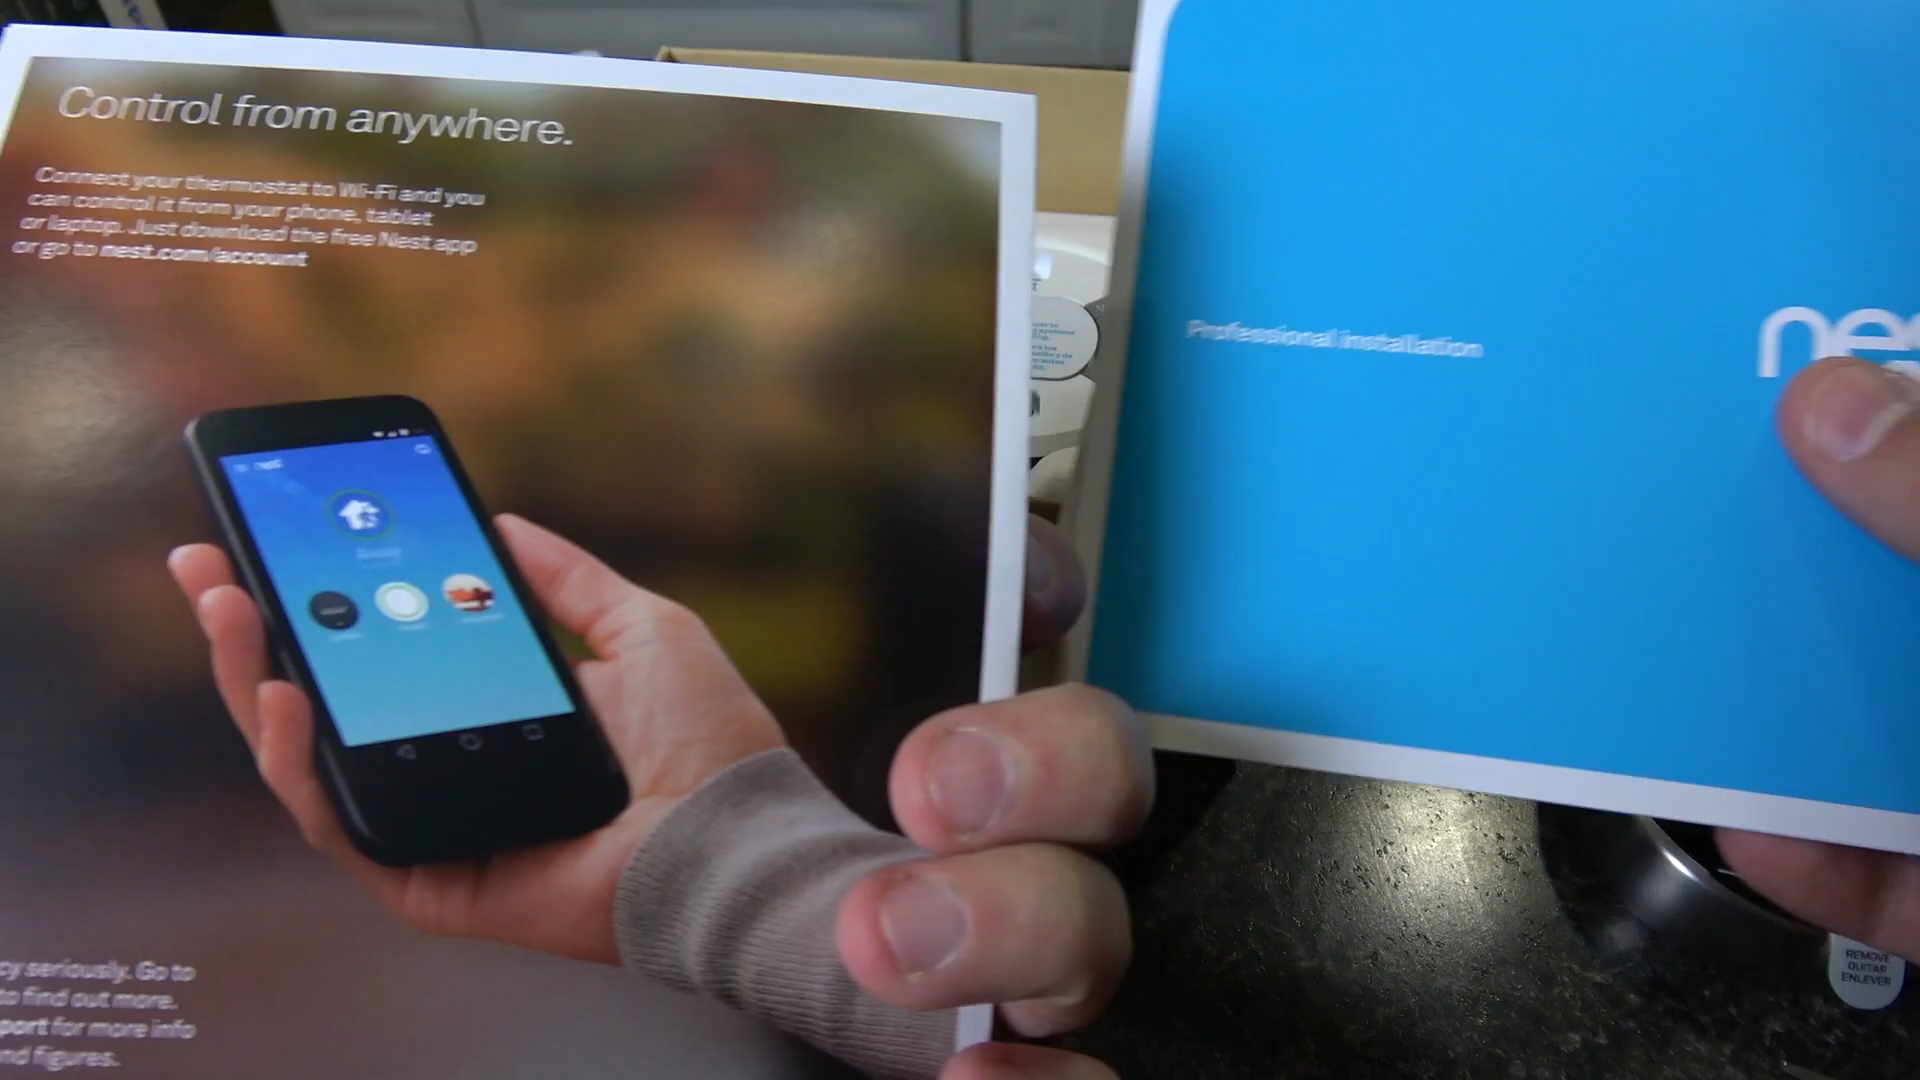 Control from anywhere.
Connect your thermostat to Wi-Fi and you
can control it from your phone, tablet
or laptop. Just download the free Nest app
or go to nest.com/account
cy seriously. Go to
to find out more.
port for more info
nd figures.
Professional installation
nes
REMOVE
QUITAR
ENLEVER